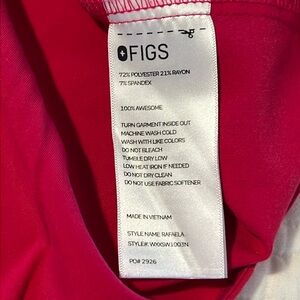 FIGS
72% POLYESTER 21% RAYON
7% SPANDEX
100% AWESOME
TURN GARMENT INSIDE OUT
MACHINE WASH COLD
WASH WITH LIKE COLORS
DO NOT BLEACH
TUMBLE DRY LOW
LOW HEAT IRON IF NEEDED
DO NOT DRY CLEAN
DO NOT USE FABRIC SOFTENER
MADE IN VIETNAM
STYLE NAME RAFAELA
STYLE#: WXXSW1003N
PO# 2926